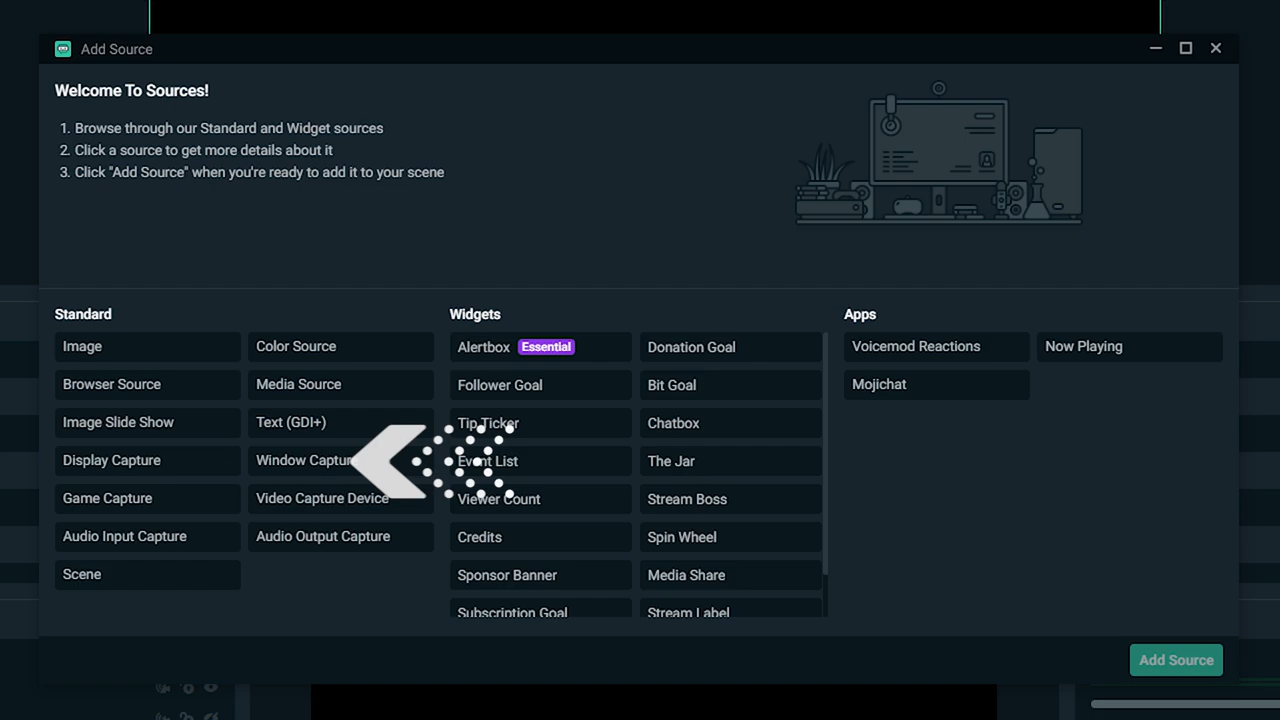 Add Source
Welcome To Sources!
1. Browse through our Standard and Widget sources
2. Click a source to get more details about it
3. Click "Add Source" when you're ready to add it to your scene
Standard
Image
Color Source
Browser Source
Media Source
Image Slide Show
Text (GDI+)
Display Capture
Window Captur
Game Capture
Video Capture Device
Audio Input Capture
Audio Output Capture
Scene
Widgets
Alertbox Essential
Donation Goal
Follower Goal
Bit Goal
Tip Ticker
Chatbox
Event List
The Jar
Viewer Count
Stream Boss
Credits
Spin Wheel
Sponsor Banner
Media Share
Subscription Goal
Stream Label
Apps
Voicemod Reactions
Now Playing
Mojichat
Add Source